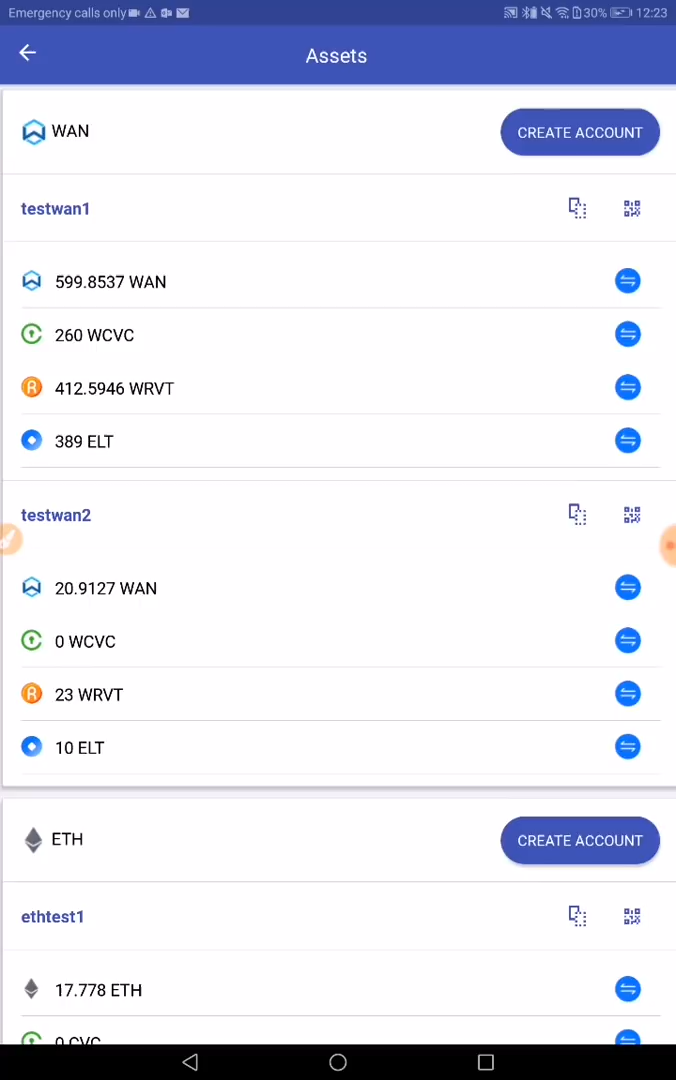 Emergency calls only 30% 12:23
Assets
WAN CREATE ACCOUNT
testwan1
599.8537 WAN
260 WCVC
412.5946 WRVT
389 ELT
testwan2
20.9127 WAN
0 WCVC
23 WRVT
10 ELT
ETH CREATE ACCOUNT
ethtest1
17.778 ETH
0 CVC